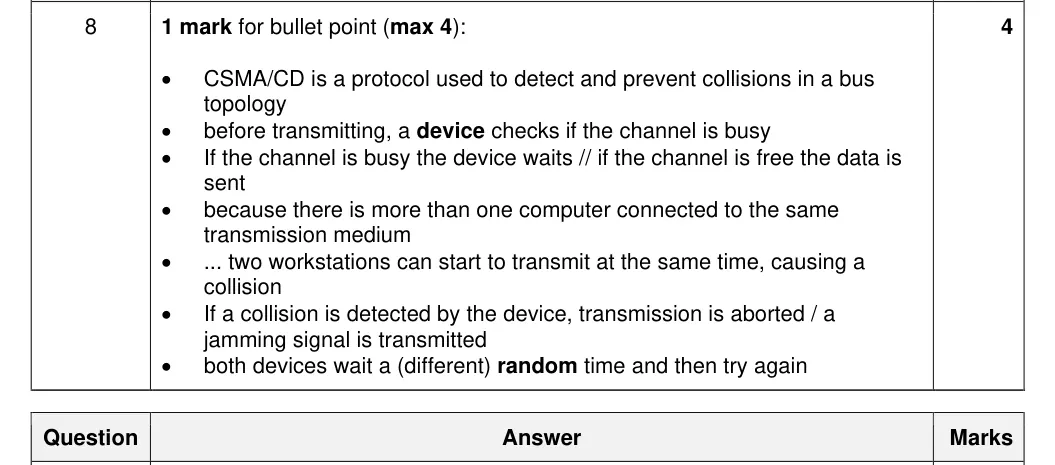 8 1 mark for bullet point (max 4): 4
• CSMA/CD is a protocol used to detect and prevent collisions in a bus
topology
• before transmitting, a device checks if the channel is busy
• If the channel is busy the device waits // if the channel is free the data is
sent
• because there is more than one computer connected to the same
transmission medium
• ... two workstations can start to transmit at the same time, causing a
collision
• If a collision is detected by the device, transmission is aborted / a
jamming signal is transmitted
• both devices wait a (different) random time and then try again
Question Answer Marks